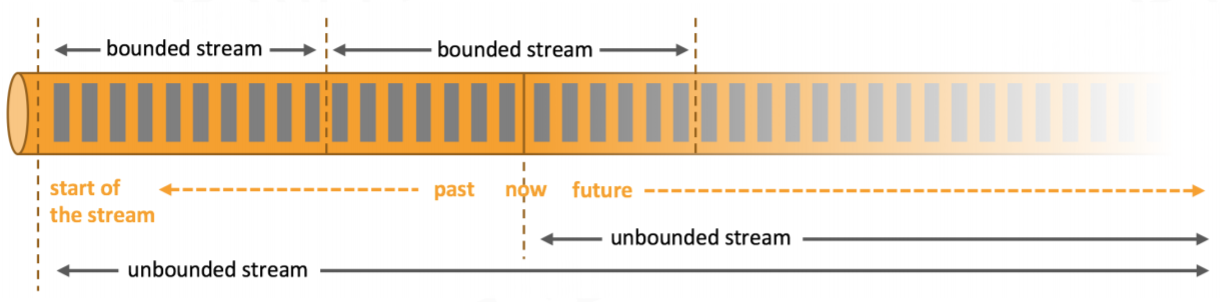 bounded stream
bounded stream
start of
the stream
past
now
future
unbounded stream
unbounded stream